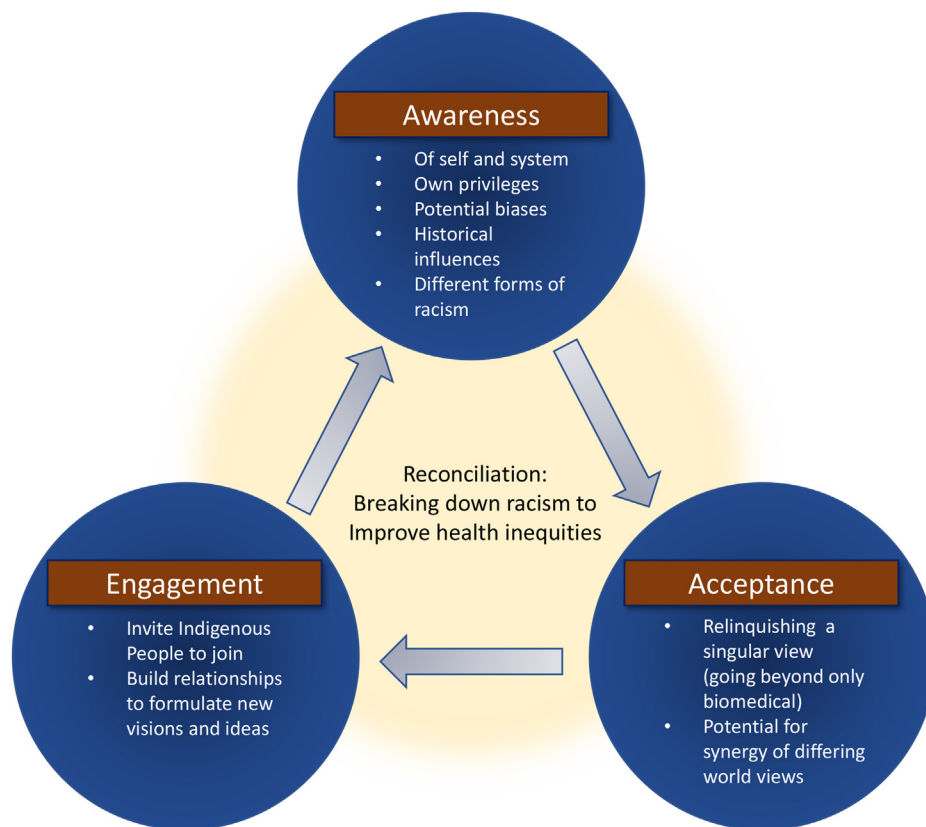 Awareness
• Of self and system
• Own privileges
• Potential biases
• Historical
influences
• Different forms of
racism
Reconciliation:
Breaking down racism to
Improve health inequities
Engagement
• Invite Indigenous
People to join
• Build relationships
to formulate new
visions and ideas
Acceptance
• Relinquishing a
singular view
(going beyond only
biomedical)
• Potential for
synergy of differing
world views